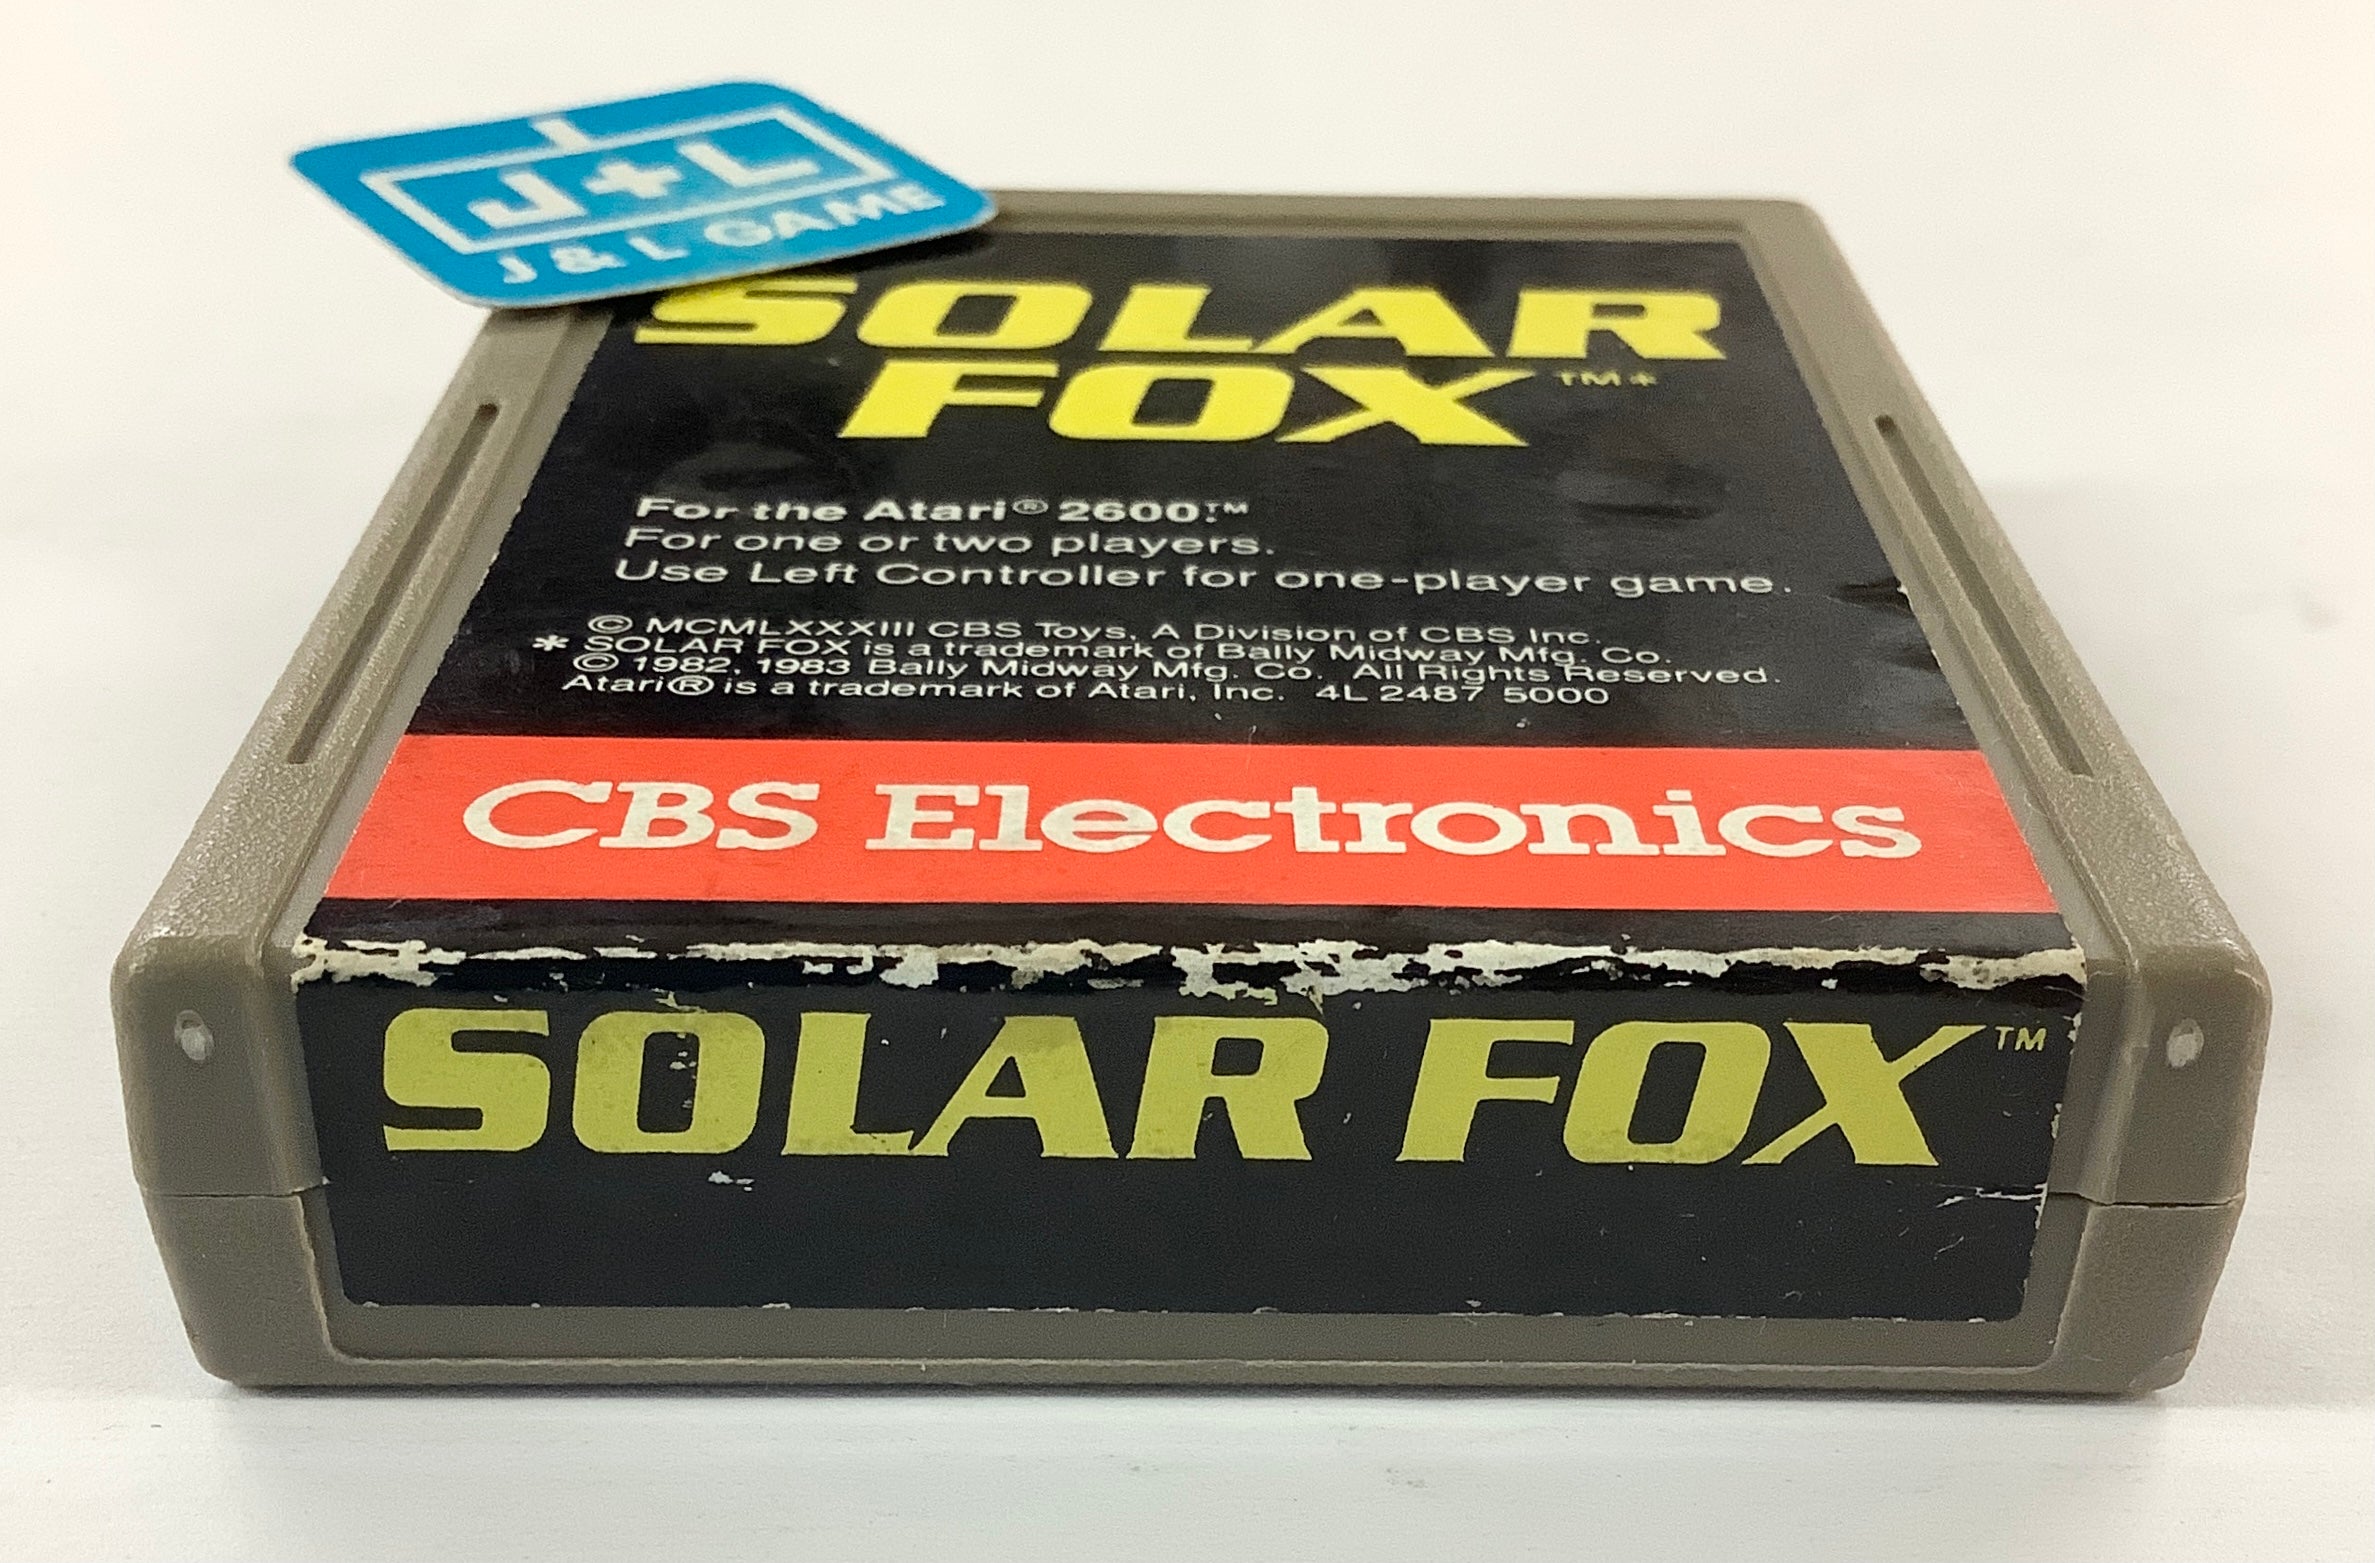 J+L
J & L GAME
SOLAR
FOX™*
For the Atari® 2600™.
For one or two players.
Use Left Controller for one-player game.
© MCMLXXXIII CBS Toys, A Division of CBS Inc.
* SOLAR FOX is a trademark of Bally Midway Mfg. Co.
© 1982, 1983 Bally Midway Mfg. Co. All Rights Reserved.
Atari® is a trademark of Atari, Inc. 4L 2487 5000
CBS Electronics
SOLAR FOX™